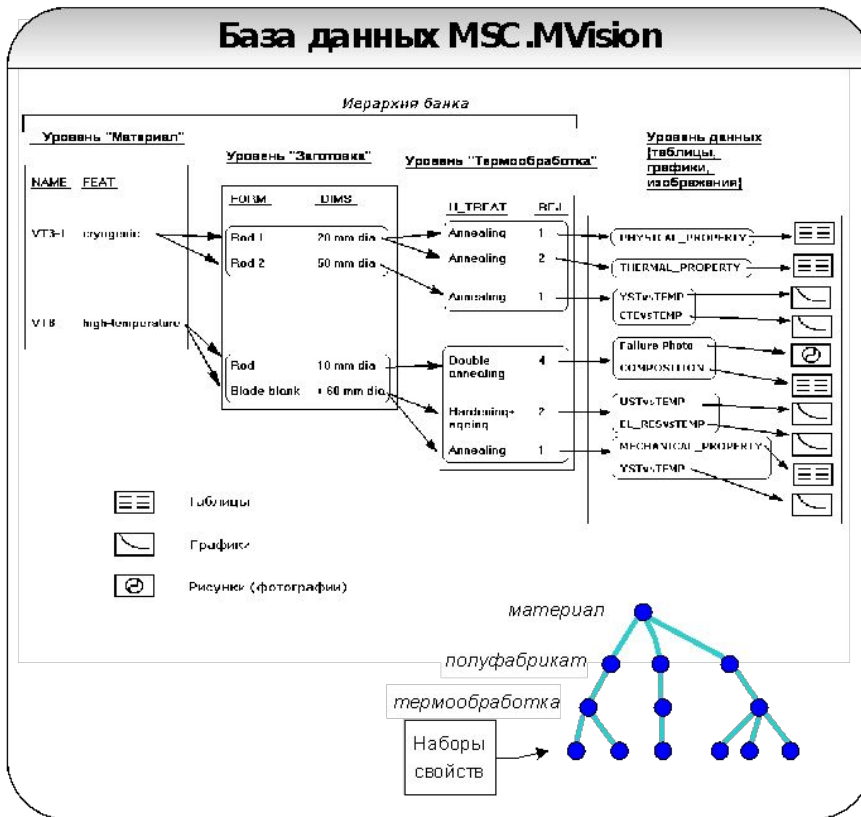 База данных MSC.MVision
Иерархия банка
Уровень "Материал"
Уровень "Заготовка"
Уровень "Термообработка"
Уровень данных
(таблицы,
графики,
изображения)
NAME FEAT
FORM DIMS
H_TREAT REJ
VT3-1 cryogenic
Rod 1 20 mm dia
Rod 2 50 mm dia
Annealing 1
Annealing 2
Annealing 1
PHYSICAL_PROPERTY
THERMAL_PROPERTY
YSTvsTEMP
CTEvsTEMP
VT8 high-temperature
Rod 10 mm dia
Blade blank 60 mm dia
Double 4
annealing
Hardening+ 2
ageing
Annealing 1
Failure Photo
COMPOSITION
USTvsTEMP
EL_RESvsTEMP
MECHANICAL_PROPERTY
YSTvsTEMP
Таблицы
Графики
Рисунки (фотографии)
материал
полуфабрикат
термообработка
Наборы
свойств